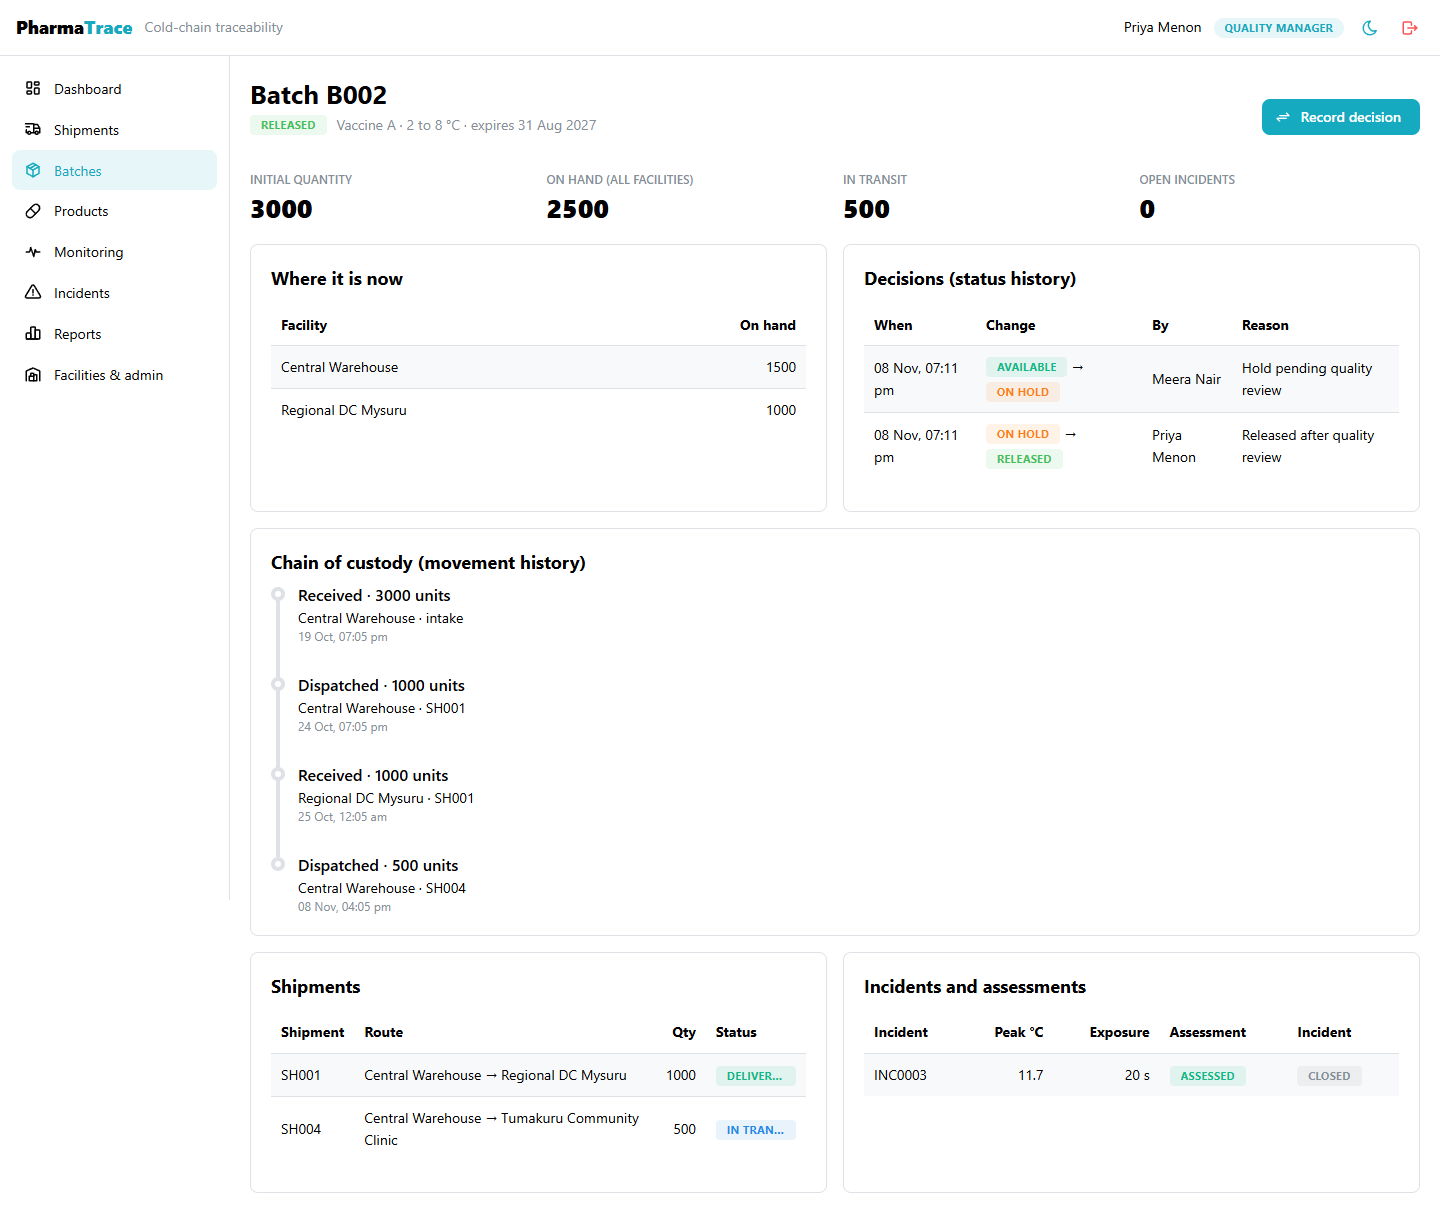 PharmaTrace Cold-chain traceability
Priya Menon QUALITY MANAGER
Dashboard
Shipments
Batches
Products
Monitoring
Incidents
Reports
Facilities & admin
Batch B002
RELEASED Vaccine A · 2 to 8 °C · expires 31 Aug 2027
Record decision
INITIAL QUANTITY
3000
ON HAND (ALL FACILITIES)
2500
IN TRANSIT
500
OPEN INCIDENTS
0
Where it is now
Facility On hand
Central Warehouse 1500
Regional DC Mysuru 1000
Decisions (status history)
When Change By Reason
08 Nov, 07:11 pm AVAILABLE → ON HOLD Meera Nair Hold pending quality review
08 Nov, 07:11 pm ON HOLD → RELEASED Priya Menon Released after quality review
Chain of custody (movement history)
Received · 3000 units
Central Warehouse · intake
19 Oct, 07:05 pm
Dispatched · 1000 units
Central Warehouse · SH001
24 Oct, 07:05 pm
Received · 1000 units
Regional DC Mysuru · SH001
25 Oct, 12:05 am
Dispatched · 500 units
Central Warehouse · SH004
08 Nov, 04:05 pm
Shipments
Shipment Route Qty Status
SH001 Central Warehouse → Regional DC Mysuru 1000 DELIVER...
SH004 Central Warehouse → Tumakuru Community Clinic 500 IN TRAN...
Incidents and assessments
Incident Peak °C Exposure Assessment Incident
INC0003 11.7 20 s ASSESSED CLOSED